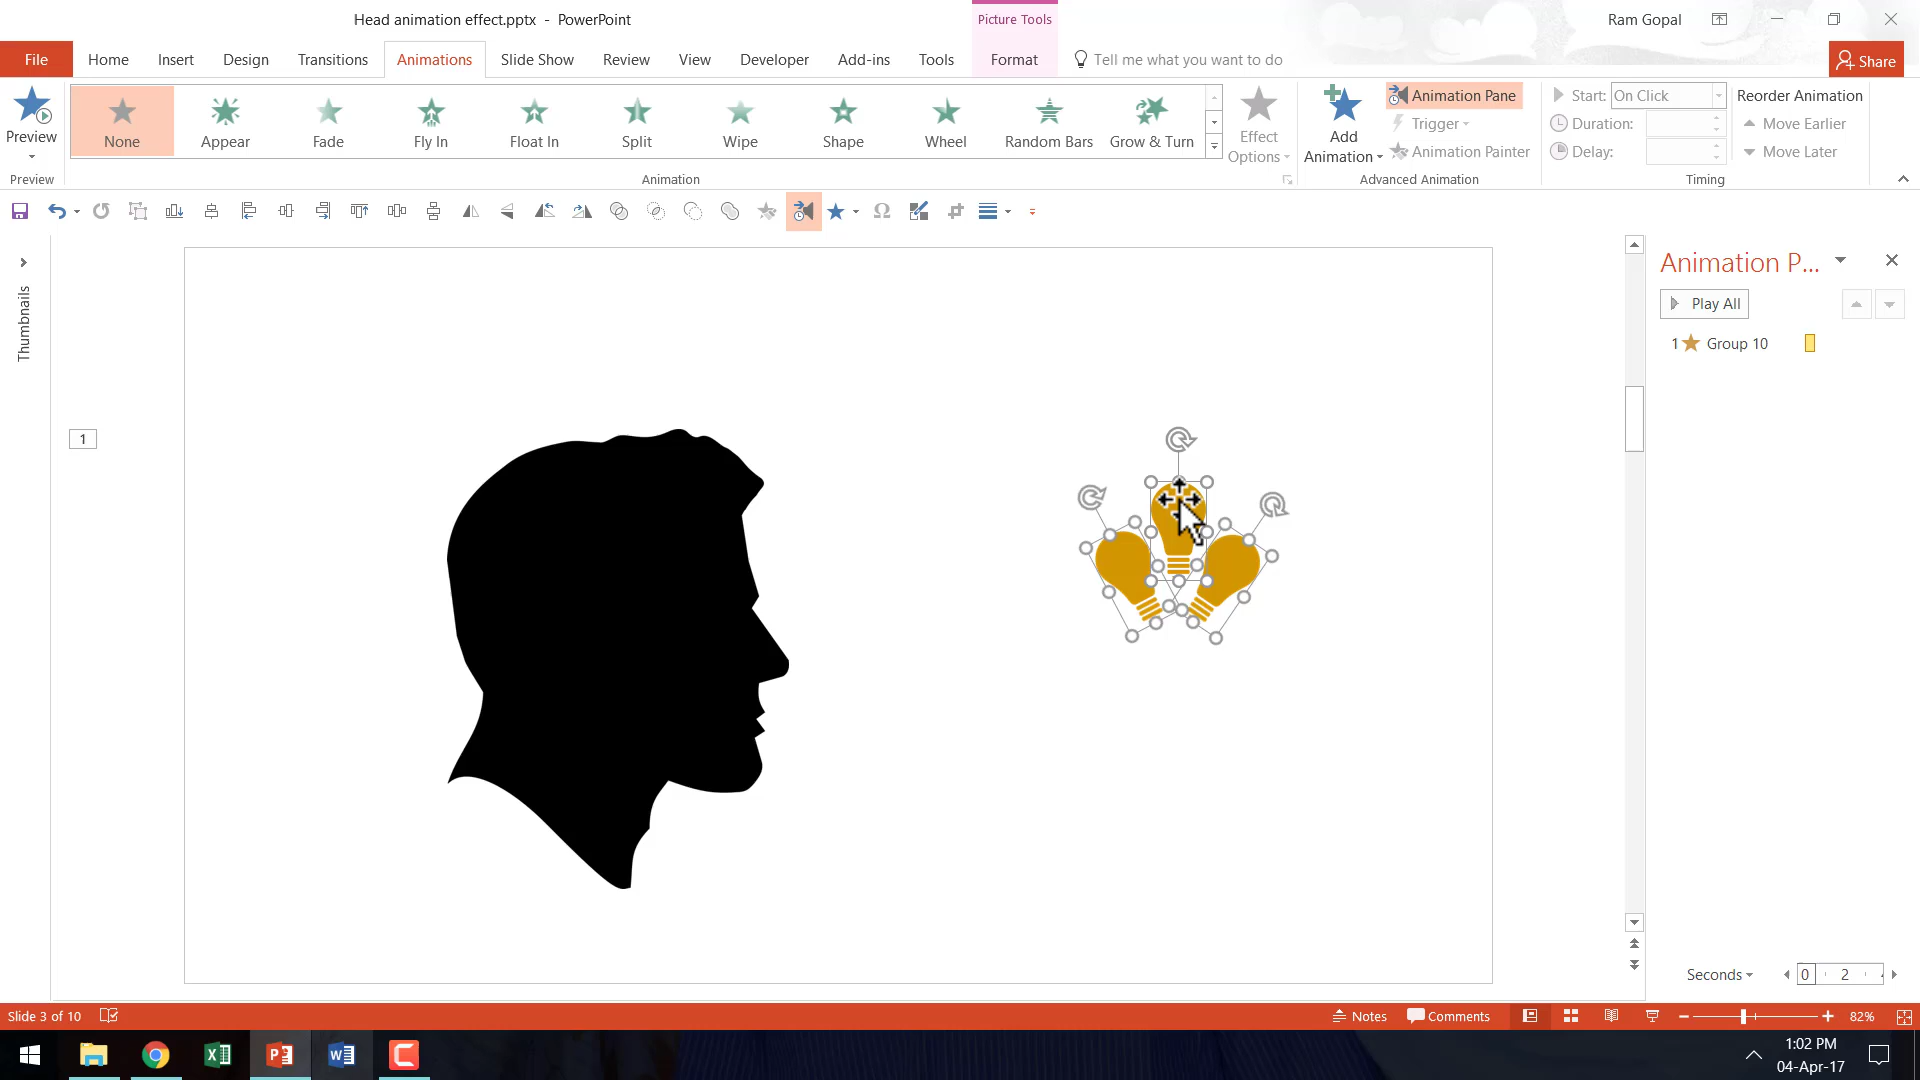 Head animation effect.pptx - PowerPoint
Picture Tools
Ram Gopal
File
Home
Insert
Design
Transitions
Animations
Slide Show
Review
View
Developer
Add-ins
Tools
Format
Tell me what you want to do
Share
Preview
None
Appear
Fade
Fly In
Float In
Split
Wipe
Shape
Wheel
Random Bars
Grow & Turn
Effect
Options
Add
Animation
Animation Pane
Trigger
Animation Painter
Start:
On Click
Duration:
Delay:
Reorder Animation
Move Earlier
Move Later
Preview
Animation
Advanced Animation
Timing
Thumbnails
1
Animation P...
Play All
1
Group 10
Seconds
0
2
Slide 3 of 10
Notes
Comments
82%
1:02 PM
04-Apr-17